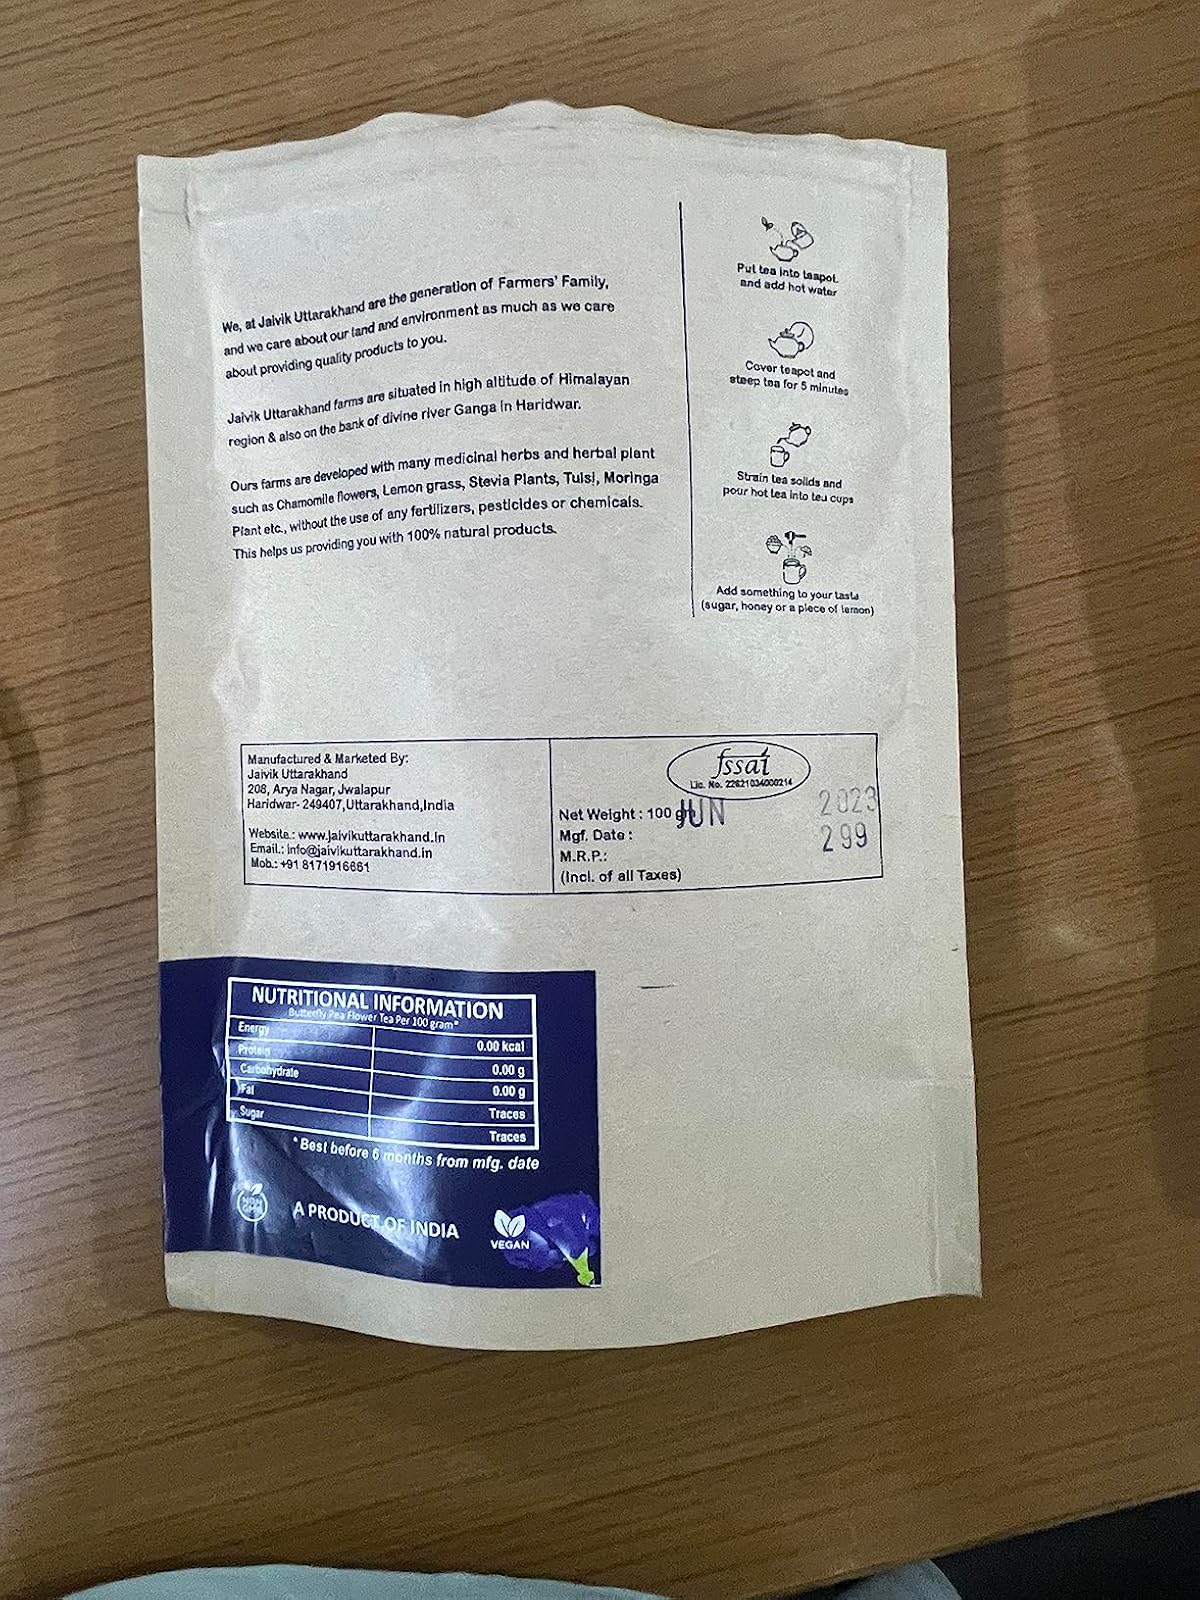 We, at Jaivik Uttarakhand are the generation of Farmers' Family,
and we care about our land and environment as much as we care
about providing quality products to you.
Jaivik Uttarakhand farms are situated in high altitude of Himalayan
region & also on the bank of divine river Ganga in Haridwar.
Ours farms are developed with many medicinal herbs and herbal plant
such as Chamomile flowers, Lemon grass, Stevia Plants, Tulsi, Moringa
Plant etc., without the use of any fertilizers, pesticides or chemicals.
This helps us providing you with 100% natural products.
Put tea into teapot
and add hot water
Cover teapot and
steep tea for 5 minutes
Strain tea solids and
pour hot tea into tea cups
Add something to your taste
(sugar, honey or a piece of lemon)
Manufactured & Marketed By:
Jaivik Uttarakhand
208, Arya Nagar, Jwalapur
Haridwar- 249407,Uttarakhand,India
Website.: www.jaivikuttarakhand.in
Email.: info@jaivikuttarakhand.in
Mob.: +91 8171916661
fssai
Lic. No. 22621034000214
Net Weight : 100 gm
Mgf. Date : JUN 2023
M.R.P.: 299
(Incl. of all Taxes)
NUTRITIONAL INFORMATION
Butterfly Pea Flower Tea Per 100 gram*
Energy 0.00 kcal
Protein 0.00 g
Carbohydrate 0.00 g
Fat Traces
Sugar Traces
*Best before 6 months from mfg. date
NON GMO
A PRODUCT OF INDIA
VEGAN